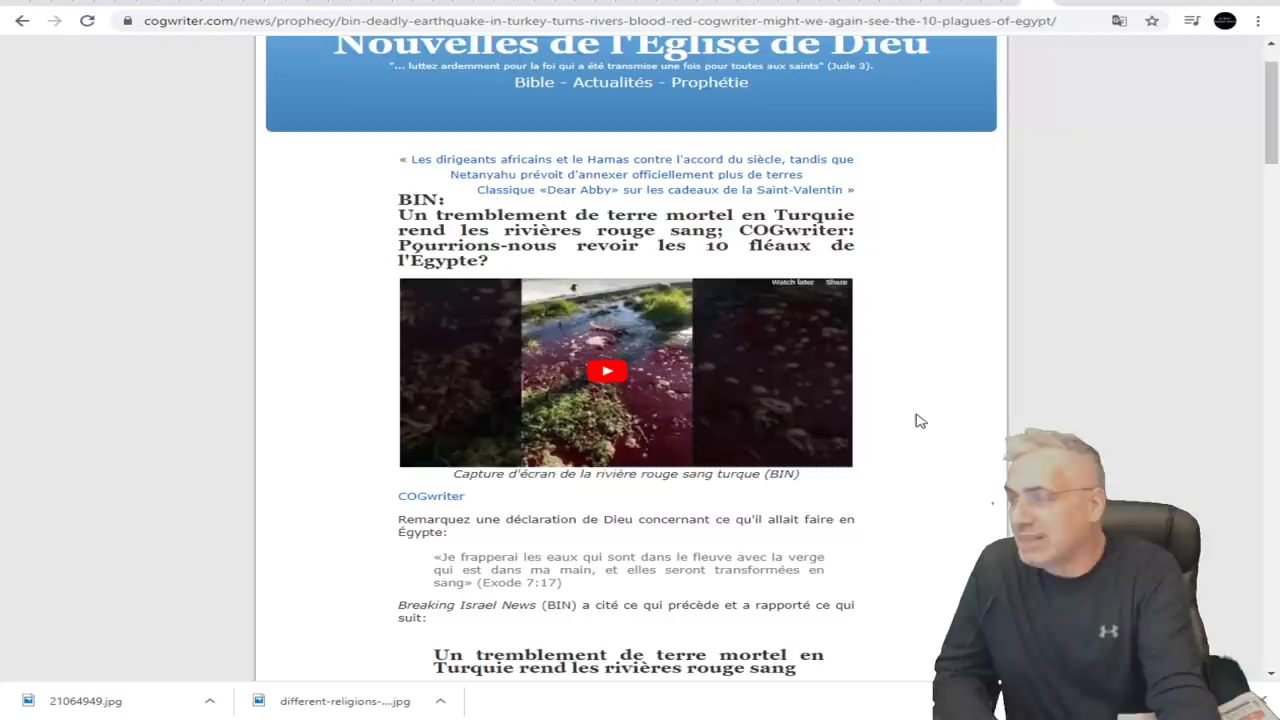 cogwriter.com/news/prophecy/bin-deadly-earthquake-in-turkey-turns-rivers-blood-red-cogwriter-might-we-again-see-the-10-plagues-of-egypt/
Nouvelles de l'Église de Dieu
"... luttez ardemment pour la foi qui a été transmise une fois pour toutes aux saints" (Jude 3).
Bible - Actualités - Prophétie
« Les dirigeants africains et le Hamas contre l'accord du siècle, tandis que
Netanyahu prévoit d'annexer officiellement plus de terres
Classique «Dear Abby» sur les cadeaux de la Saint-Valentin »
BIN:
Un tremblement de terre mortel en Turquie
rend les rivières rouge sang; COGwriter:
Pourrions-nous revoir les 10 fléaux de
l'Égypte?
Watch later Share
Capture d'écran de la rivière rouge sang turque (BIN)
COGwriter
Remarquez une déclaration de Dieu concernant ce qu'il allait faire en
Égypte:
«Je frapperai les eaux qui sont dans le fleuve avec la verge
qui est dans ma main, et elles seront transformées en
sang» (Exode 7:17)
Breaking Israel News (BIN) a cité ce qui précède et a rapporté ce qui
suit:
Un tremblement de terre mortel en
Turquie rend les rivières rouge sang
21064949.jpg
different-religions-....jpg